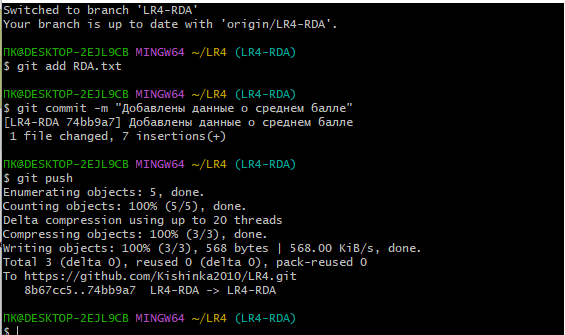 Switched to branch 'LR4-RDA'
Your branch is up to date with 'origin/LR4-RDA'.
ПК@DESKTOP-2EJL9CB MINGW64 ~/LR4 (LR4-RDA)
$ git add RDA.txt
ПК@DESKTOP-2EJL9CB MINGW64 ~/LR4 (LR4-RDA)
$ git commit -m "Добавлены данные о среднем балле"
[LR4-RDA 74bb9a7] Добавлены данные о среднем балле
 1 file changed, 7 insertions(+)
ПК@DESKTOP-2EJL9CB MINGW64 ~/LR4 (LR4-RDA)
$ git push
Enumerating objects: 5, done.
Counting objects: 100% (5/5), done.
Delta compression using up to 20 threads
Compressing objects: 100% (3/3), done.
Writing objects: 100% (3/3), 568 bytes | 568.00 KiB/s, done.
Total 3 (delta 0), reused 0 (delta 0), pack-reused 0
To https://github.com/Kishinka2010/LR4.git
   8b67cc5..74bb9a7  LR4-RDA -> LR4-RDA
ПК@DESKTOP-2EJL9CB MINGW64 ~/LR4 (LR4-RDA)
$